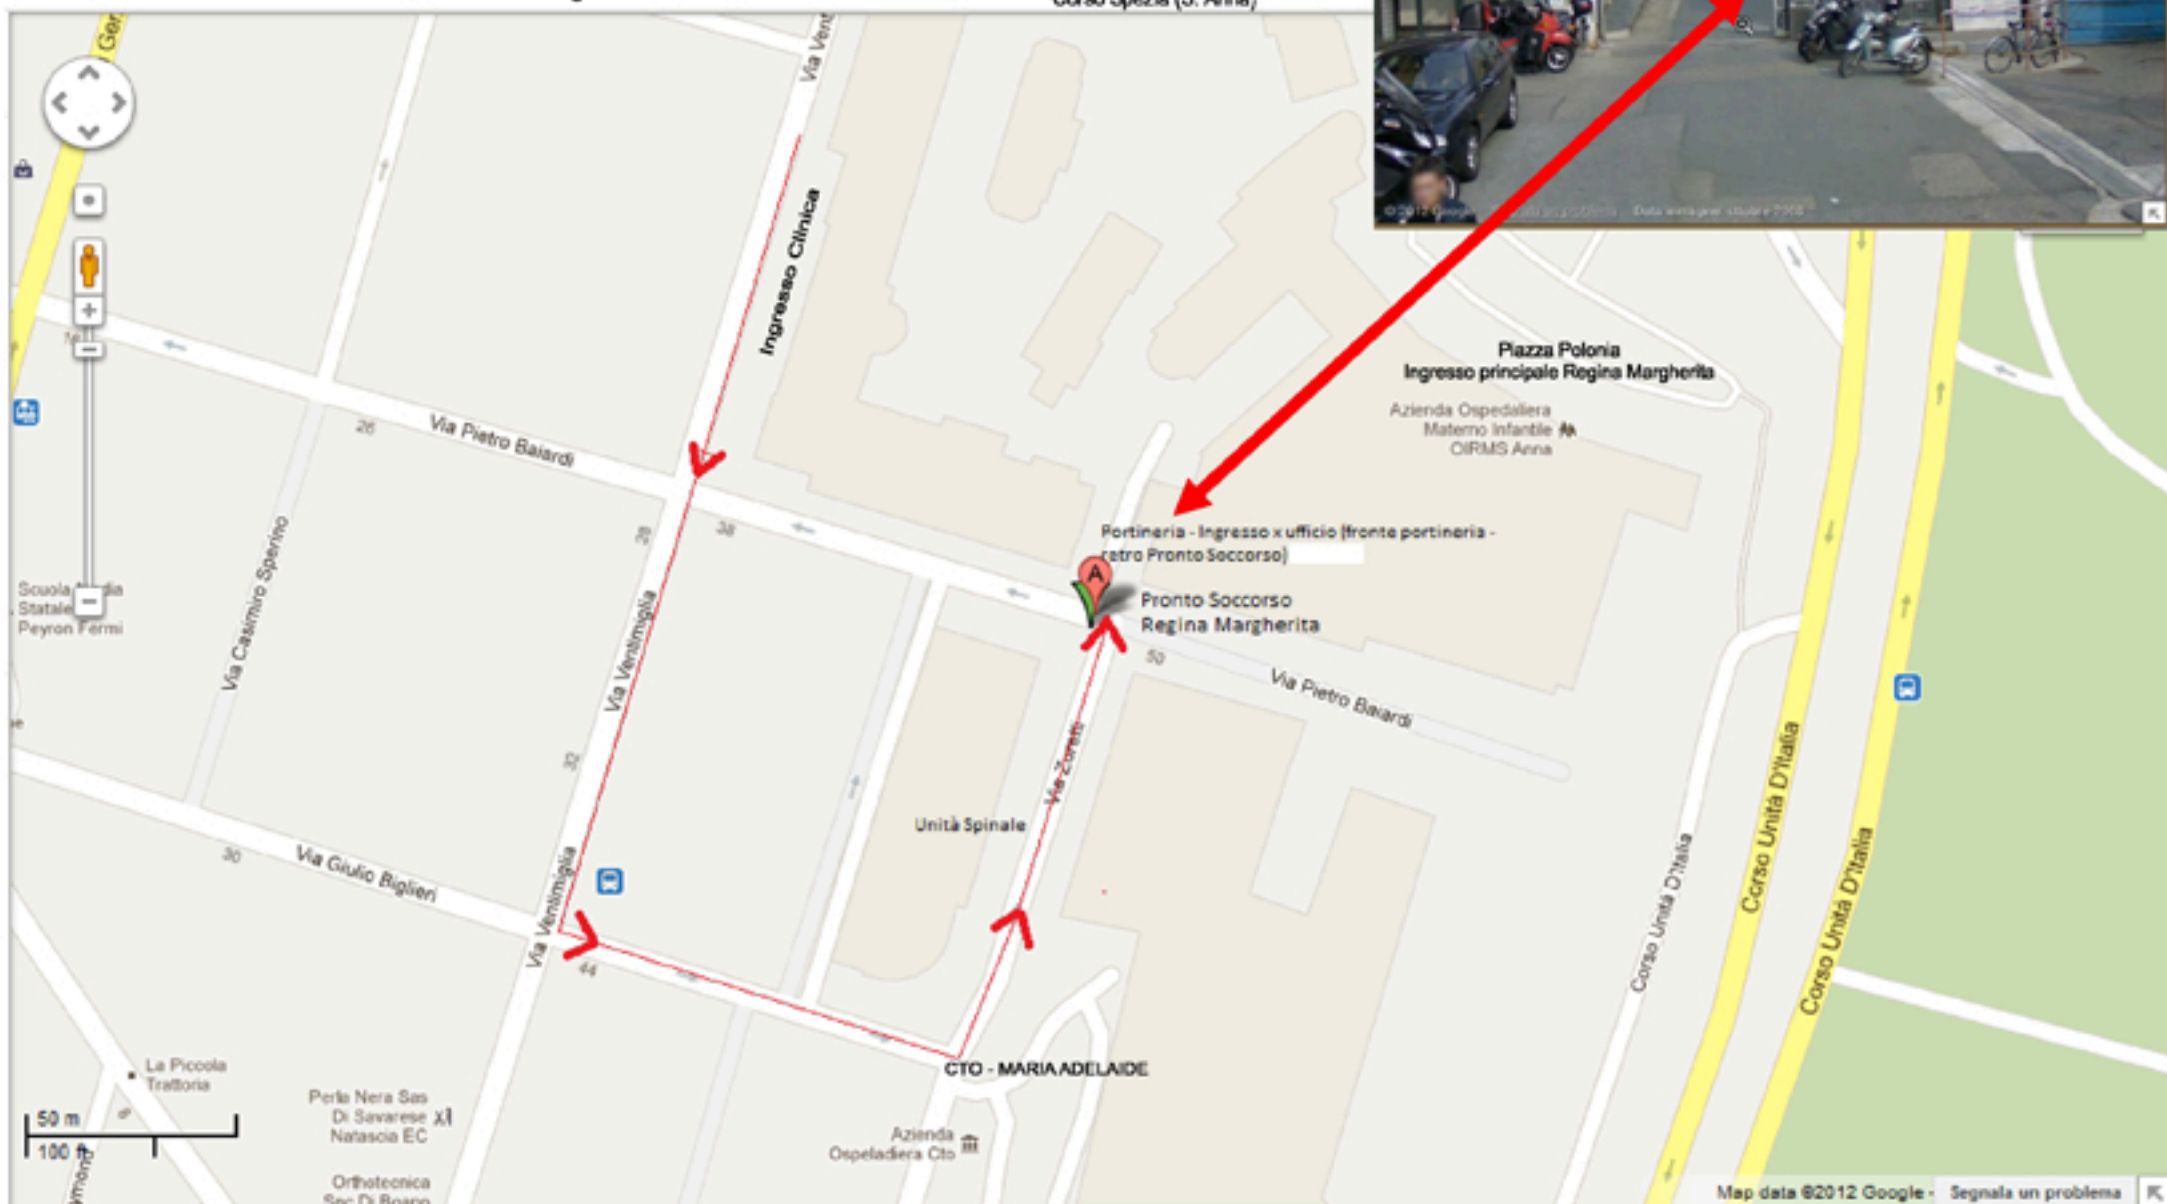 Corso Spezia (S. Anna)
Via Ven
Ingresso Clinica
Piazza Polonia
Ingresso principale Regina Margherita
Azienda Ospedaliera
Materno Infantile
OIRMS Anna
26
Via Pietro Baiardi
28
38
Portineria - Ingresso x ufficio (fronte portineria -
retro Pronto Soccorso)
A
Pronto Soccorso
Regina Margherita
50
Via Pietro Baiardi
Via Casimiro Sperino
Scuola
Statale
Peyron Fermi
Via Ventimiglia
32
Via Zuretti
Unità Spinale
30
Via Giulio Biglieri
Via Ventimiglia
44
Corso Unità D'Italia
Corso Unità D'Italia
Corso Unità D'Italia
CTO - MARIA ADELAIDE
La Piccola
Trattoria
Perla Nera Sas
Di Savarese
Natascia EC
Azienda
Ospeladiera Cto
50 m
100 ft
Orthotecnica
Map data ©2012 Google - Segnala un problema